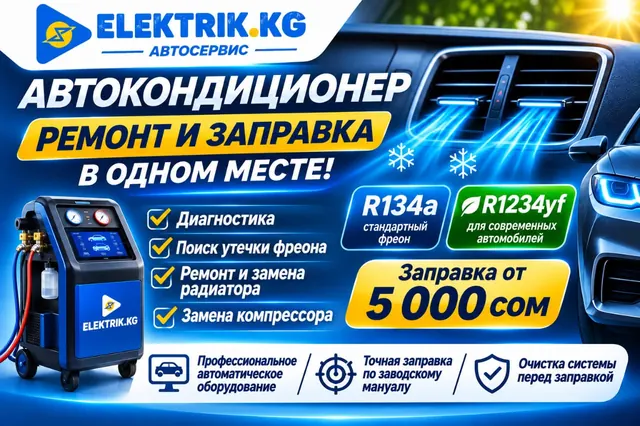 ELEKTRIK.KG
АВТОСЕРВИС
АВТОКОНДИЦИОНЕР
РЕМОНТ И ЗАПРАВКА
В ОДНОМ МЕСТЕ!
Диагностика
Поиск утечки фреона
Ремонт и замена
радиатора
Замена компрессора
R134a
стандартный
фреон
R1234yf
для современных
автомобилей
Заправка от
5 000 сом
ELEKTRIK.KG
Профессиональное
автоматическое
оборудование
Точная заправка
по заводскому
мануалу
Очистка системы
перед заправкой